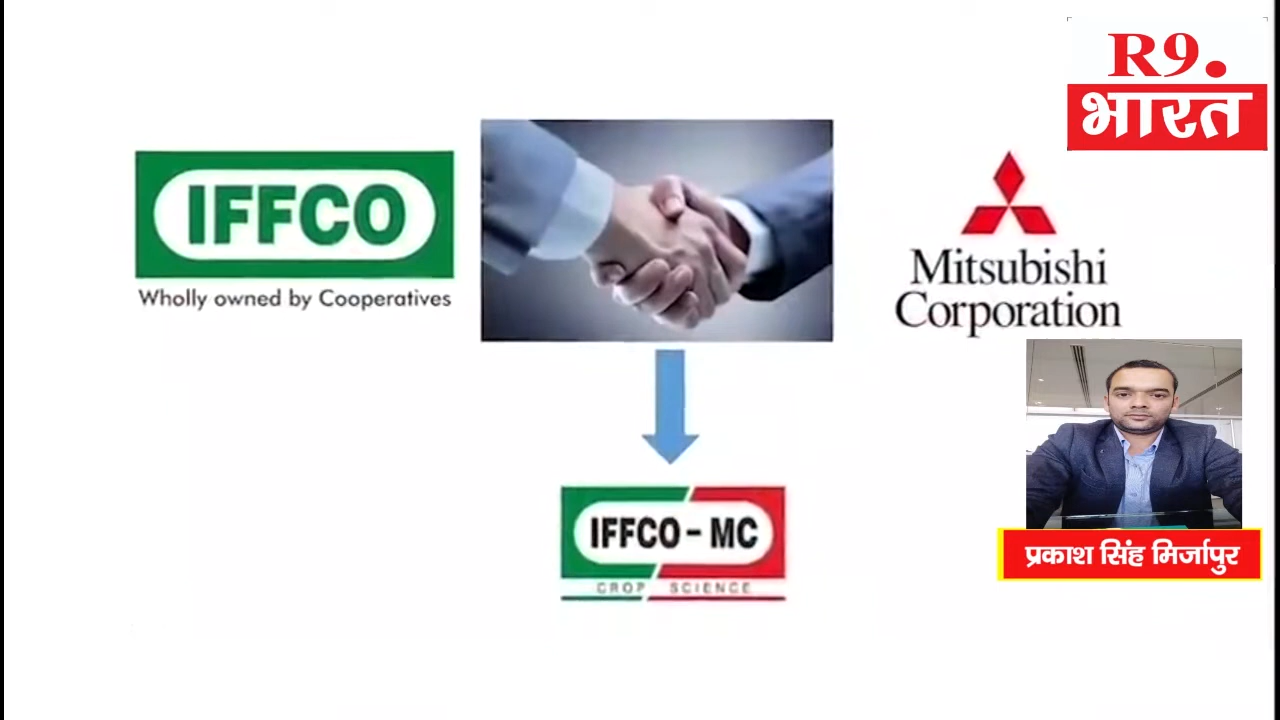 R9.
भारत
IFFCO
Wholly owned by Cooperatives
Mitsubishi
Corporation
IFFCO - MC
CROP SCIENCE
प्रकाश सिंह मिर्जापुर